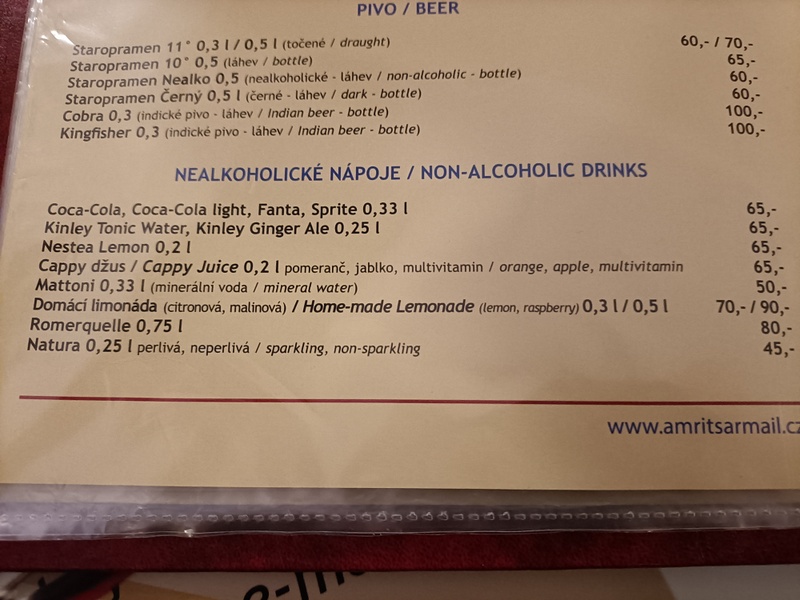 PIVO / BEER
Staropramen 11° 0,3 l / 0,5 l (točené / draught) 60,- / 70,-
Staropramen 10° 0,5 (láhev / bottle) 65,-
Staropramen Nealko 0,5 (nealkoholické - láhev / non-alcoholic - bottle) 60,-
Staropramen Černý 0,5 l (černé - láhev / dark - bottle) 60,-
Cobra 0,3 (indické pivo - láhev / Indian beer - bottle) 100,-
Kingfisher 0,3 (indické pivo - láhev / Indian beer - bottle) 100,-
NEALKOHOLICKÉ NÁPOJE / NON-ALCOHOLIC DRINKS
Coca-Cola, Coca-Cola light, Fanta, Sprite 0,33 l 65,-
Kinley Tonic Water, Kinley Ginger Ale 0,25 l 65,-
Nestea Lemon 0,2 l 65,-
Cappy džus / Cappy Juice 0,2 l pomeranč, jablko, multivitamin / orange, apple, multivitamin 65,-
Mattoni 0,33 l (minerální voda / mineral water) 50,-
Domácí limonáda (citronová, malinová) / Home-made Lemonade (lemon, raspberry) 0,3 l / 0,5 l 70,- / 90,-
Romerquelle 0,75 l 80,-
Natura 0,25 l perlivá, neperlivá / sparkling, non-sparkling 45,-
www.amritsarmail.cz